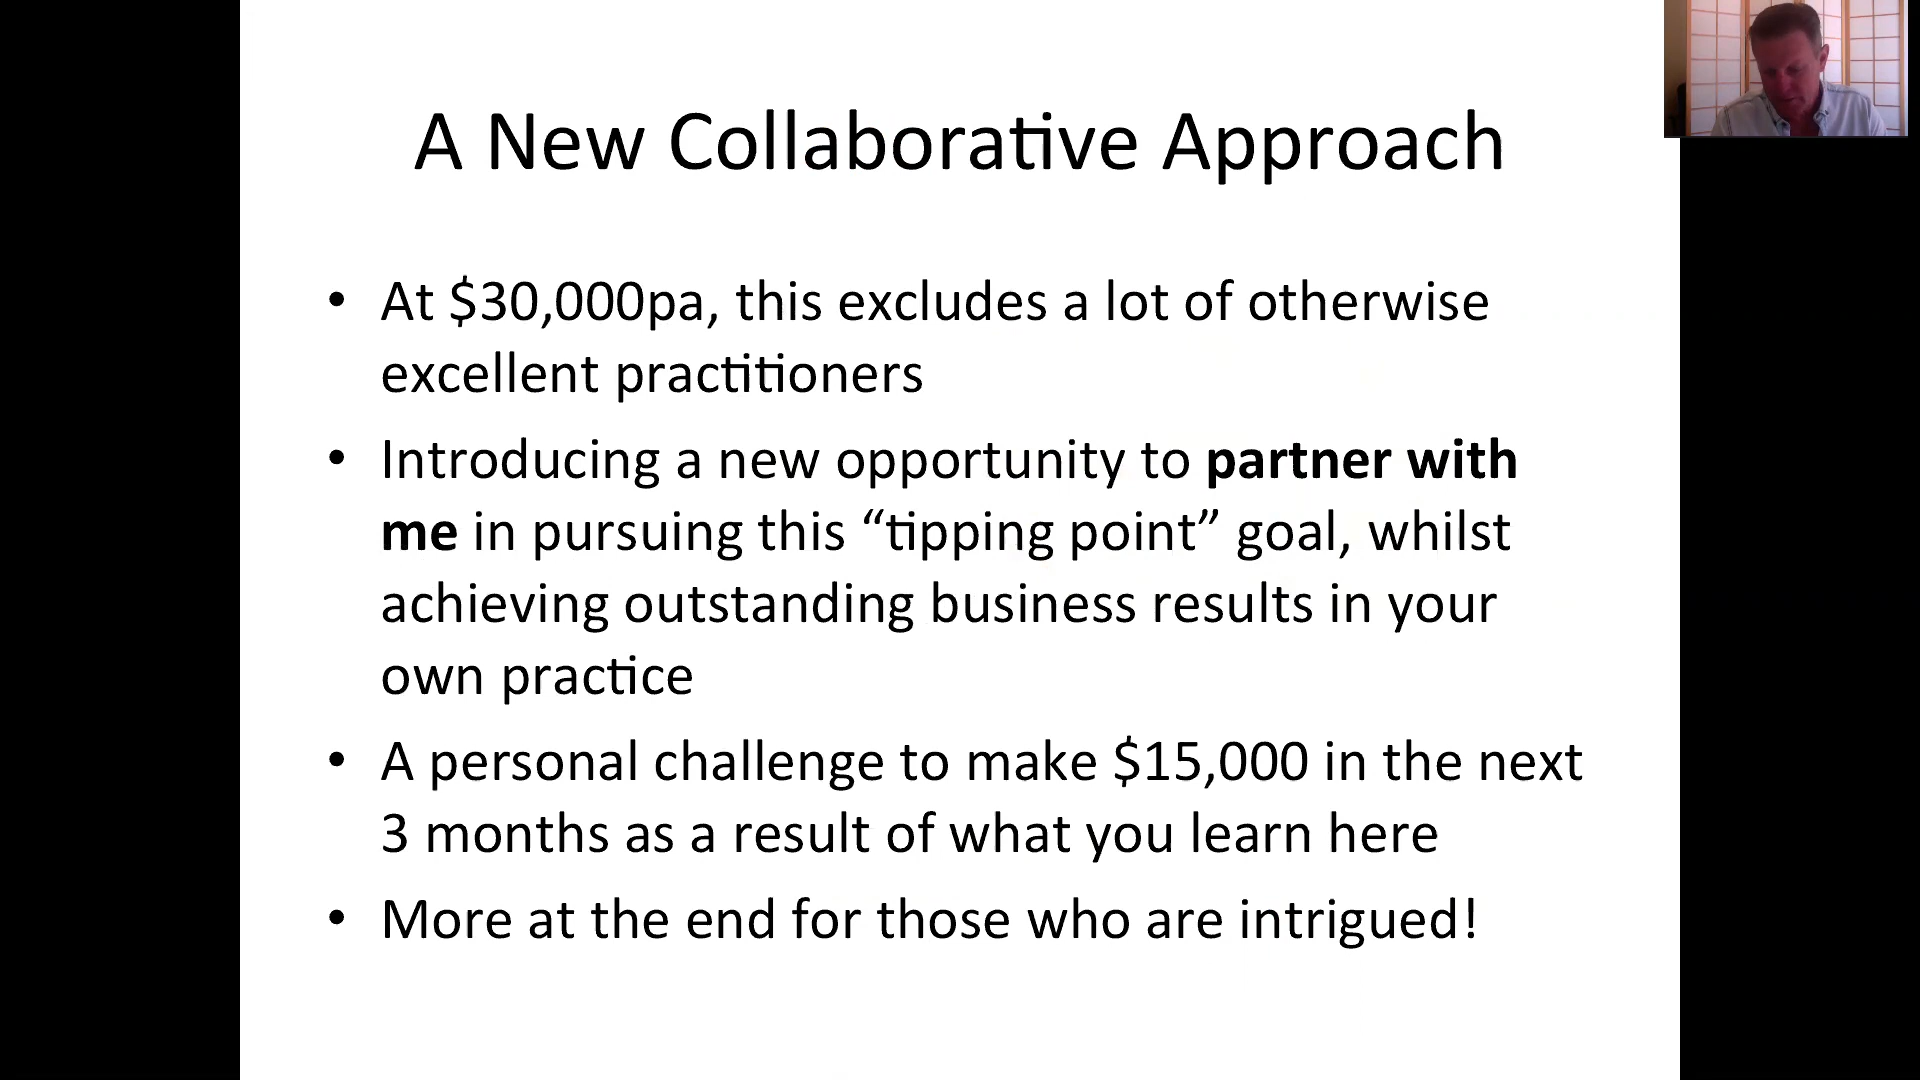 A New Collaborative Approach
• At $30,000pa, this excludes a lot of otherwise
excellent practitioners
• Introducing a new opportunity to partner with
me in pursuing this “tipping point” goal, whilst
achieving outstanding business results in your
own practice
• A personal challenge to make $15,000 in the next
3 months as a result of what you learn here
• More at the end for those who are intrigued!